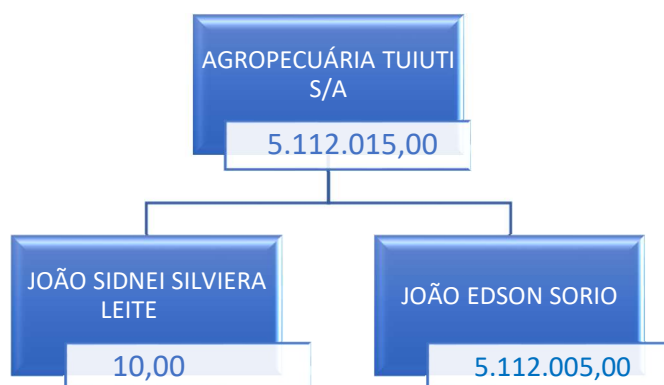 AGROPECUÁRIA TUIUTI
S/A
5.112.015,00
JOÃO SIDNEI SILVIERA
LEITE
10,00
JOÃO EDSON SORIO
5.112.005,00